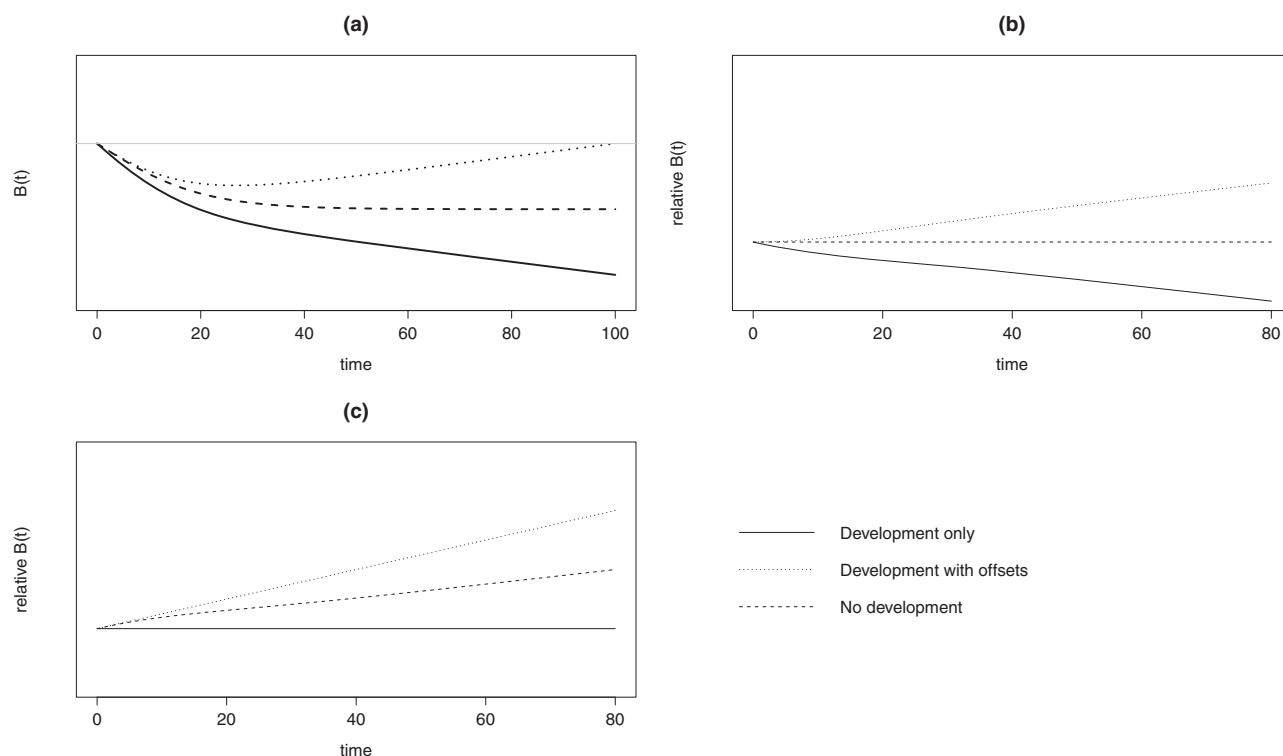 (a)
B(t)
0 20 40 60 80 100
time
(b)
relative B(t)
0 20 40 60 80
time
(c)
relative B(t)
0 20 40 60 80
time
Development only
Development with offsets
No development